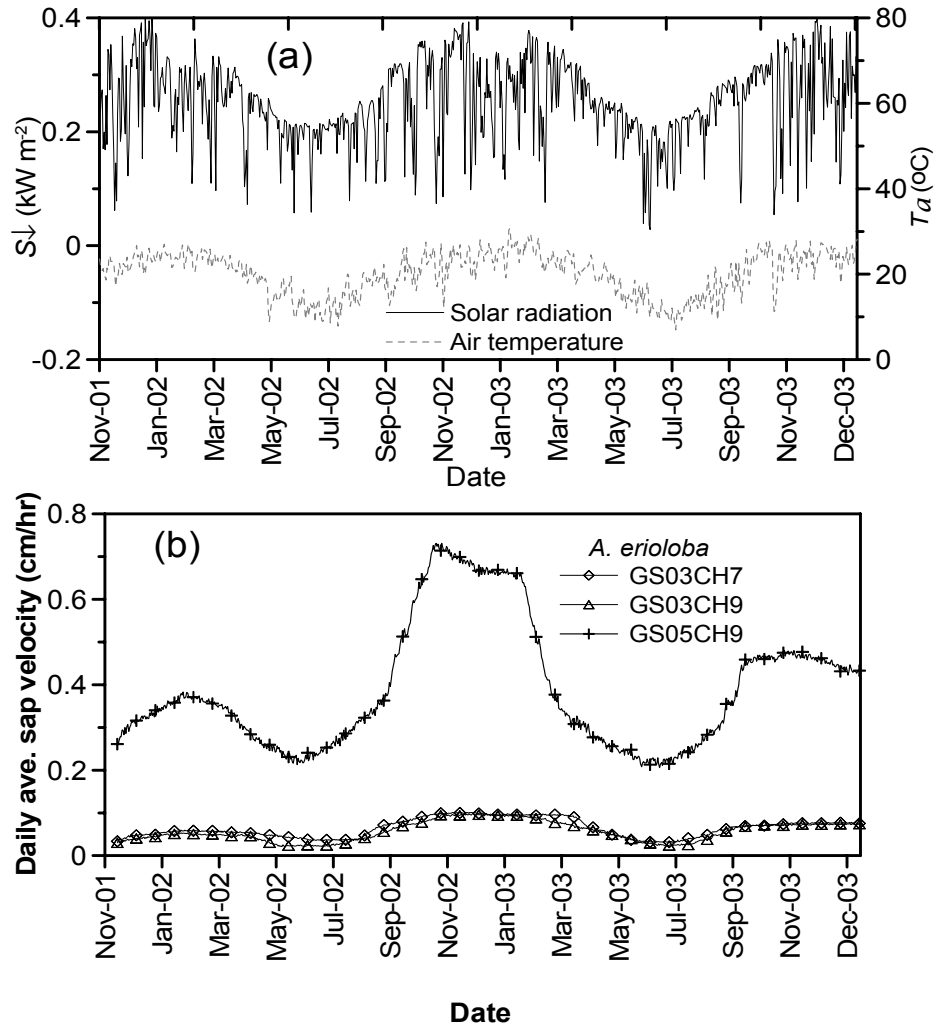 (a)
0.4
0.2
0
-0.2
S↓ (kW m-2)
80
60
40
20
0
Ta (oC)
Solar radiation
Air temperature
Nov-01
Jan-02
Mar-02
May-02
Jul-02
Sep-02
Nov-02
Jan-03
Mar-03
May-03
Jul-03
Sep-03
Nov-03
Dec-03
Date
(b)
0.8
0.6
0.4
0.2
0
Daily ave. sap velocity (cm/hr)
A. erioloba
GS03CH7
GS03CH9
GS05CH9
Nov-01
Jan-02
Mar-02
May-02
Jul-02
Sep-02
Nov-02
Jan-03
Mar-03
May-03
Jul-03
Sep-03
Nov-03
Dec-03
Date